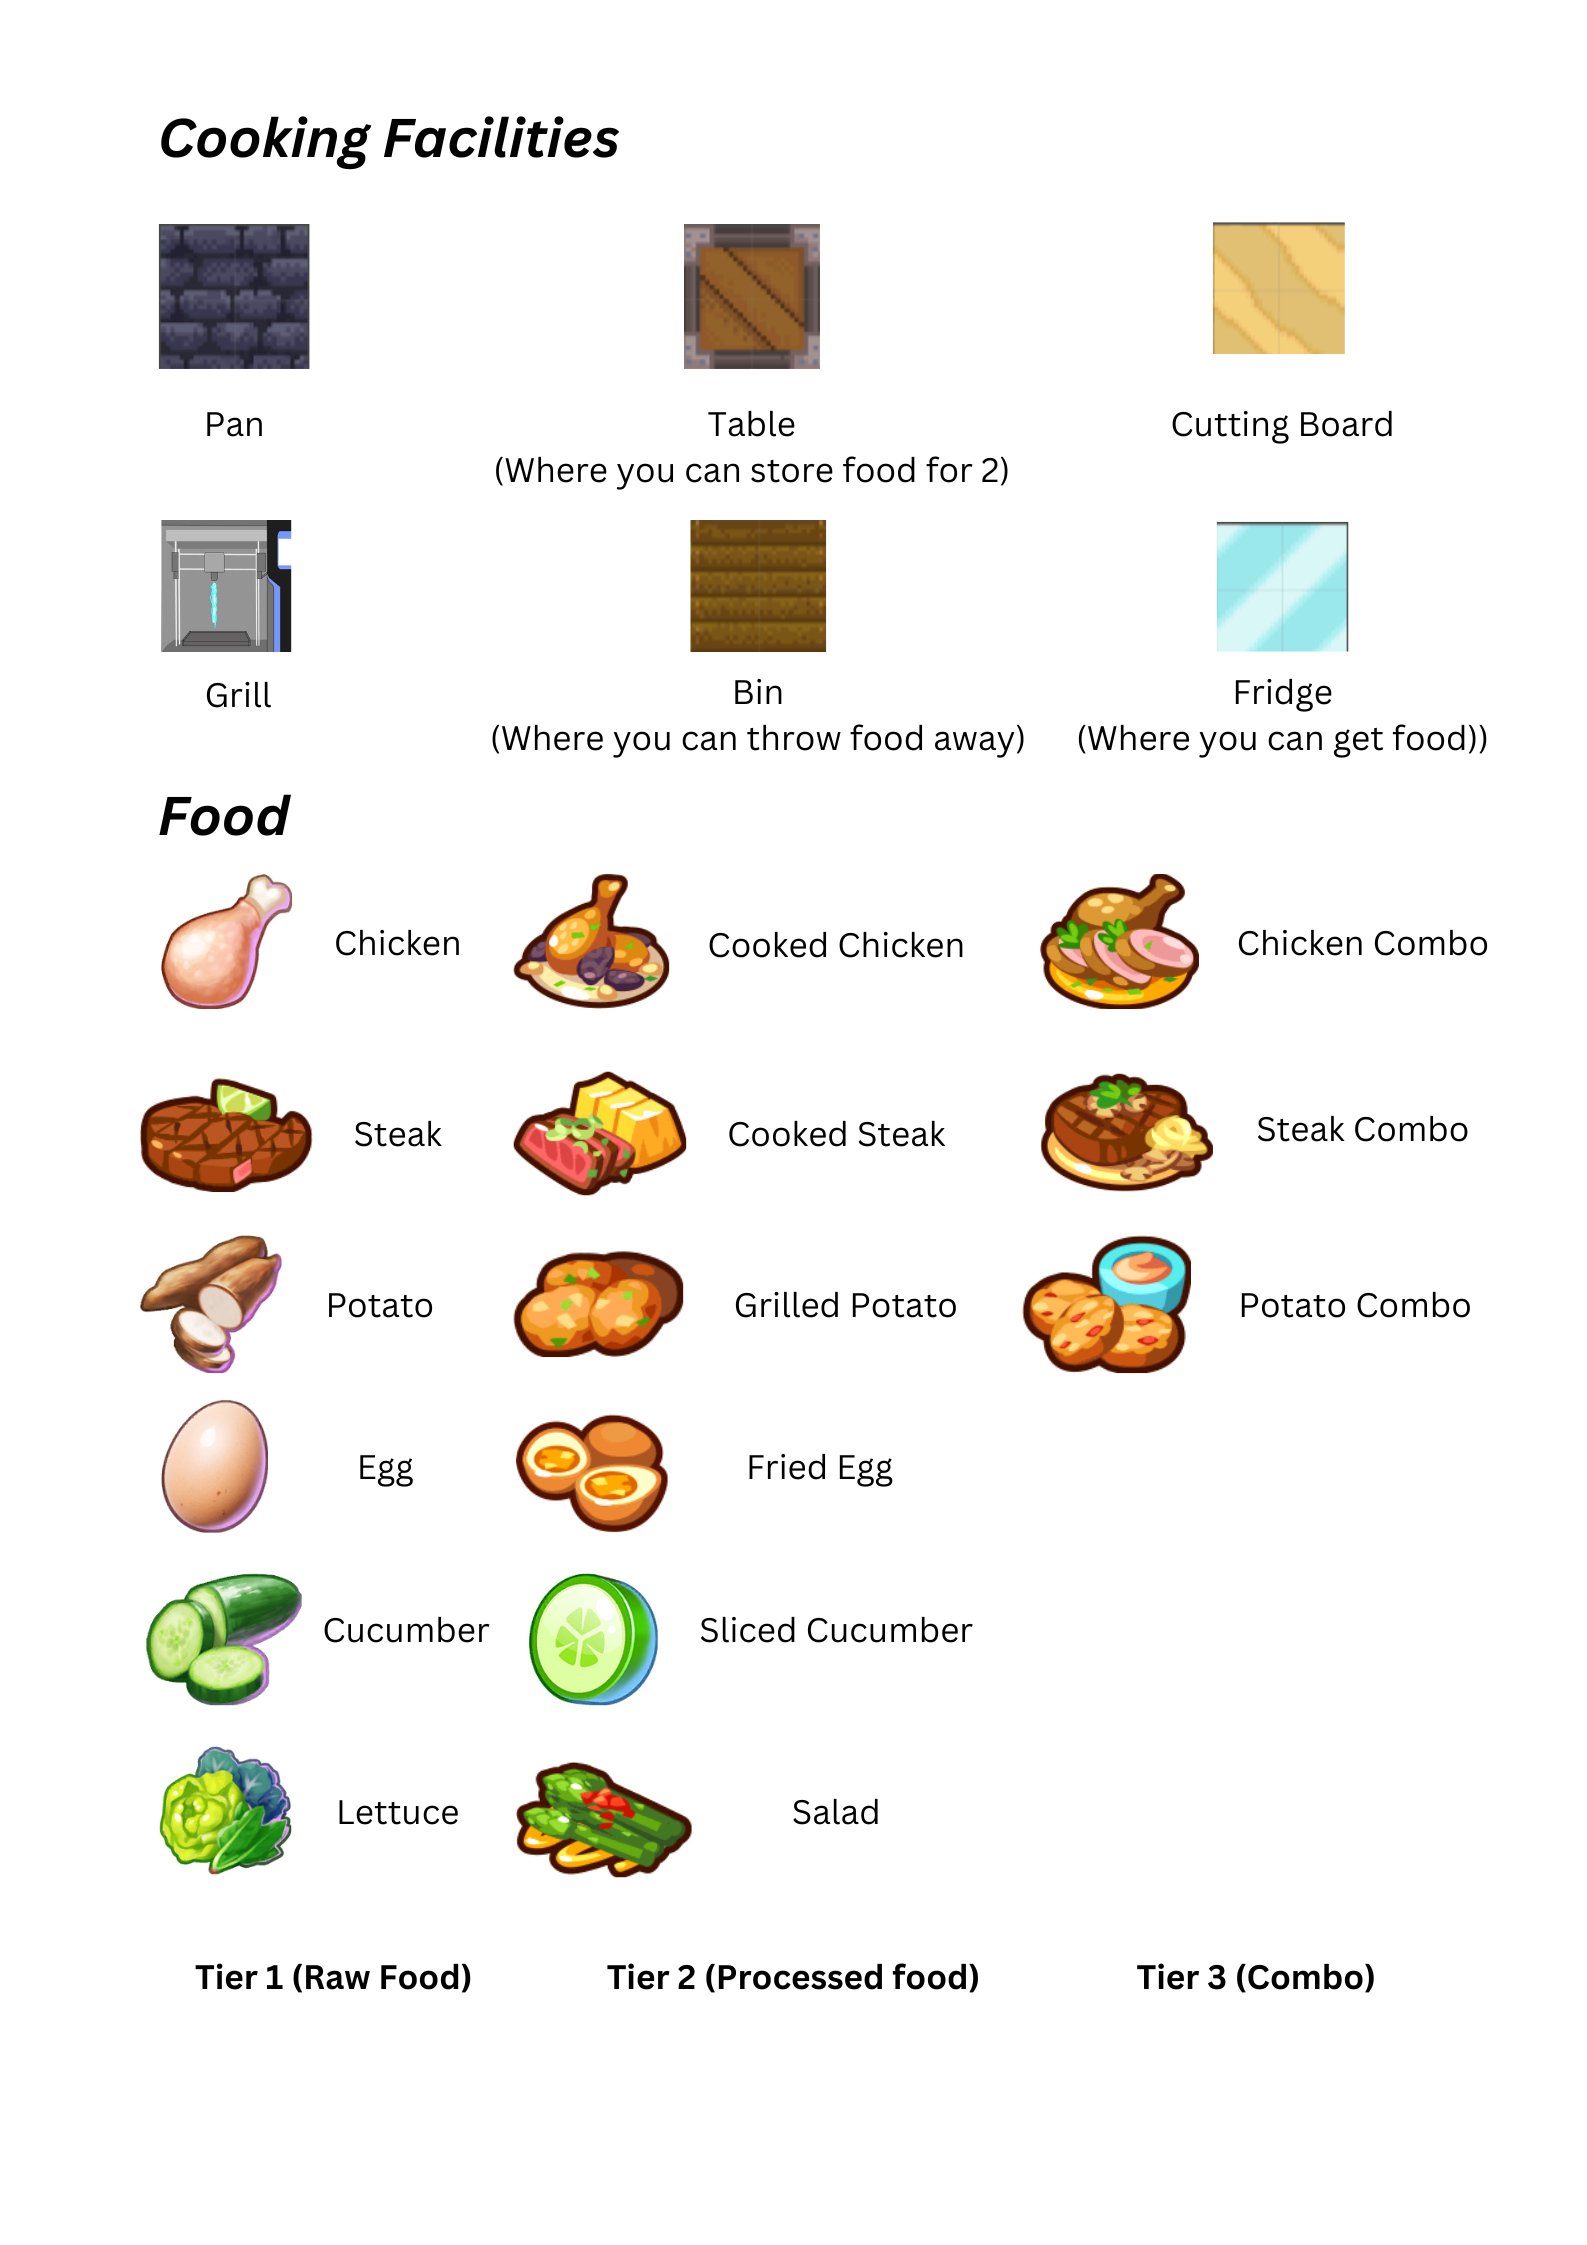 Cooking Facilities
Pan
Table
(Where you can store food for 2)
Cutting Board
Grill
Bin
(Where you can throw food away)
Fridge
(Where you can get food))
Food
Chicken
Cooked Chicken
Chicken Combo
Steak
Cooked Steak
Steak Combo
Potato
Grilled Potato
Potato Combo
Egg
Fried Egg
Cucumber
Sliced Cucumber
Lettuce
Salad
Tier 1 (Raw Food)
Tier 2 (Processed food)
Tier 3 (Combo)